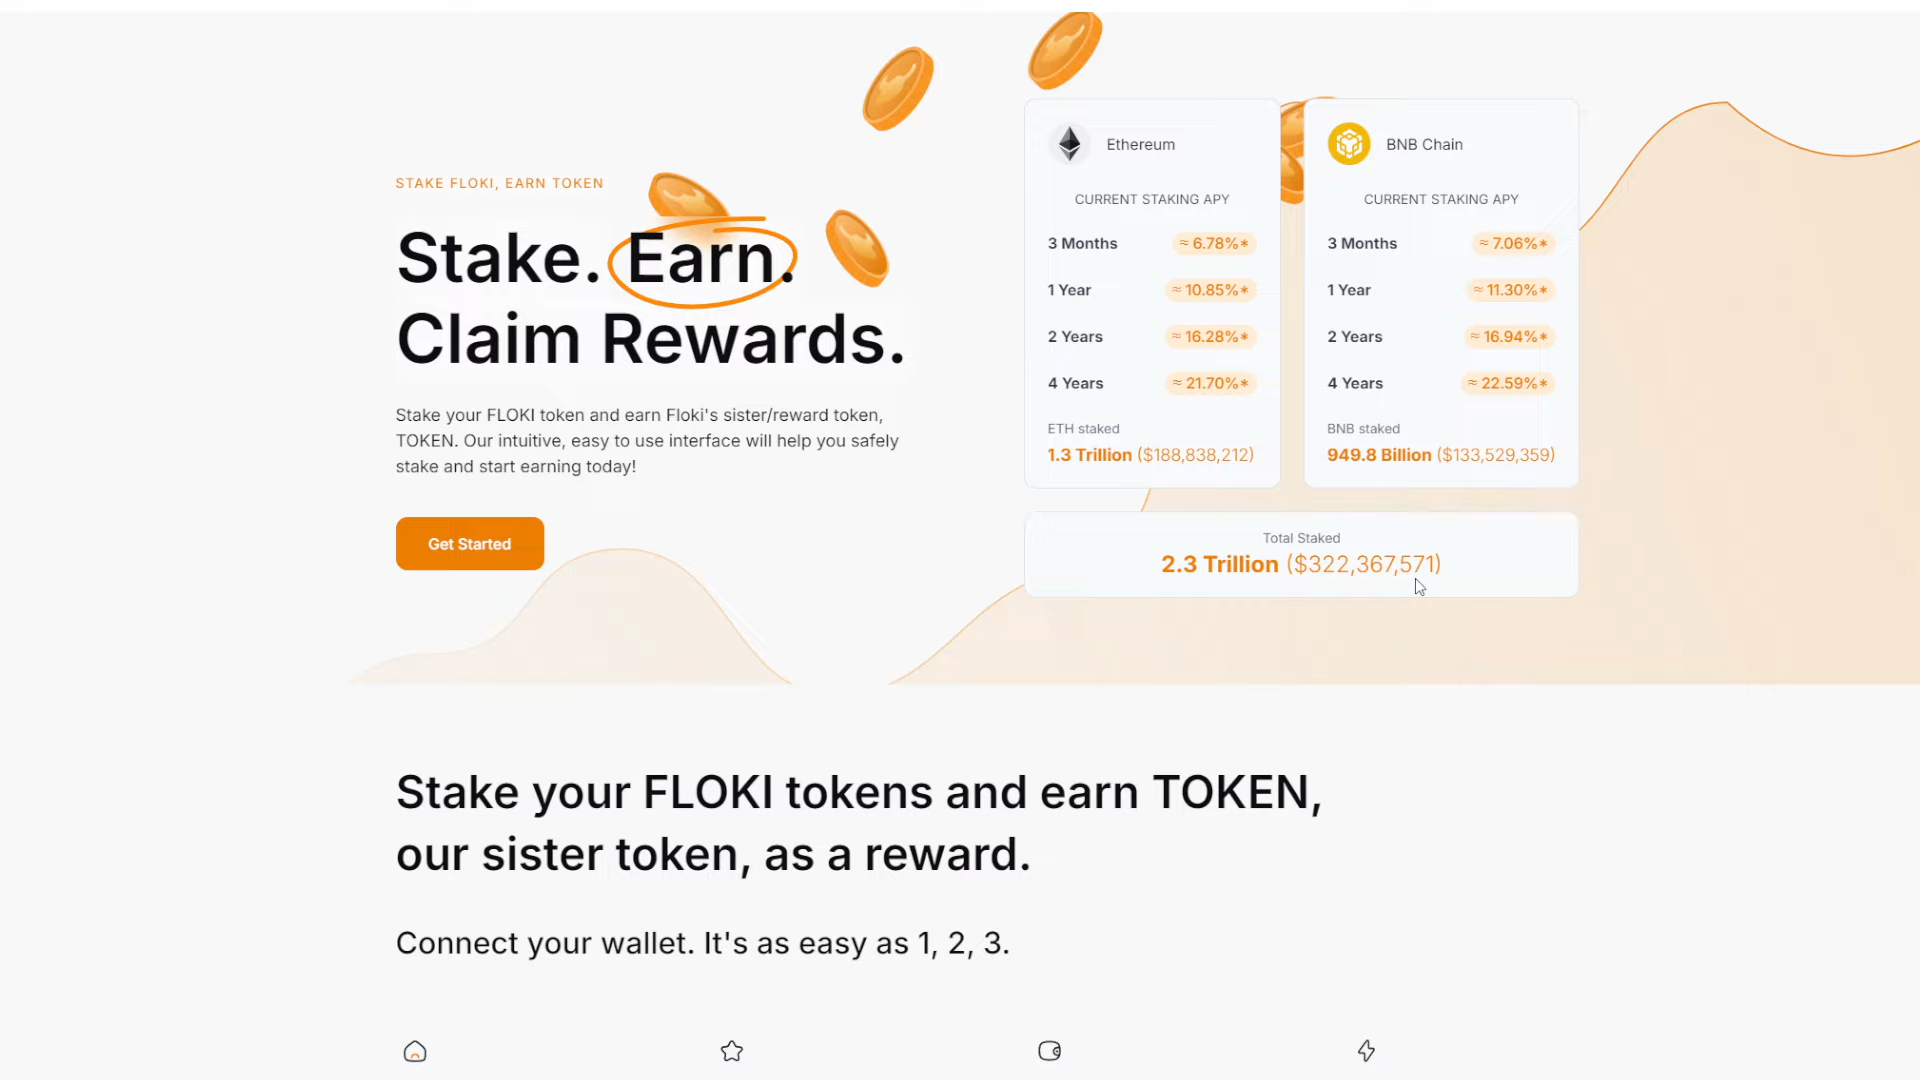 STAKE FLOKI, EARN TOKEN
Stake. Earn.
Claim Rewards.
Stake your FLOKI token and earn Floki's sister/reward token,
TOKEN. Our intuitive, easy to use interface will help you safely
stake and start earning today!
Get Started
Ethereum
CURRENT STAKING APY
3 Months ≈ 6.78%*
1 Year ≈ 10.85%*
2 Years ≈ 16.28%*
4 Years ≈ 21.70%*
ETH staked
1.3 Trillion ($188,838,212)
BNB Chain
CURRENT STAKING APY
3 Months ≈ 7.06%*
1 Year ≈ 11.30%*
2 Years ≈ 16.94%*
4 Years ≈ 22.59%*
BNB staked
949.8 Billion ($133,529,359)
Total Staked
2.3 Trillion ($322,367,571)
Stake your FLOKI tokens and earn TOKEN,
our sister token, as a reward.
Connect your wallet. It's as easy as 1, 2, 3.